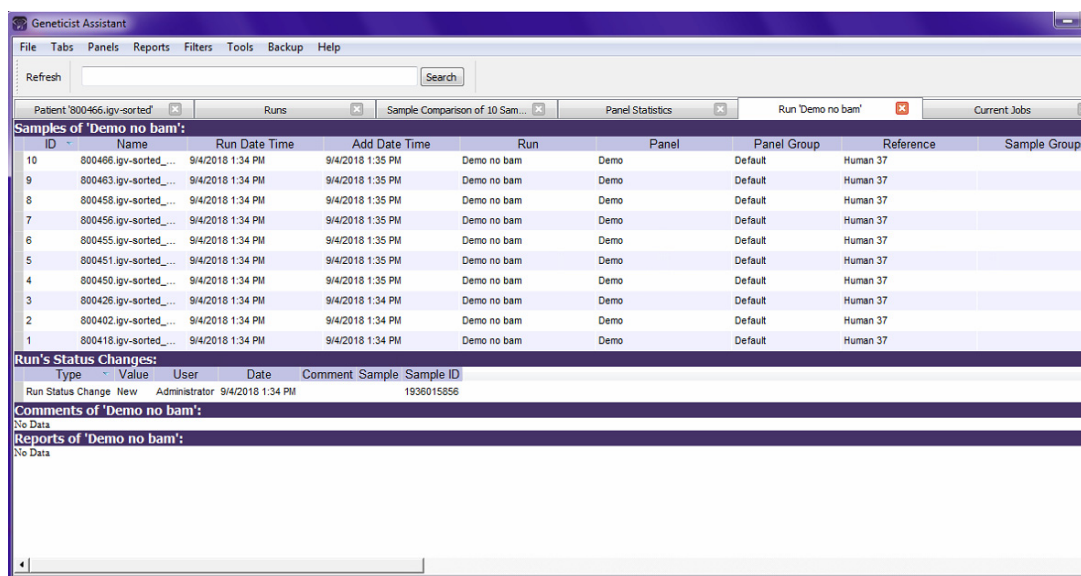 Geneticist Assistant
File Tabs Panels Reports Filters Tools Backup Help
Refresh Search
Patient '800466.igv-sorted' Runs Sample Comparison of 10 Sam... Panel Statistics Run 'Demo no bam' Current Jobs
Samples of 'Demo no bam':
ID Name Run Date Time Add Date Time Run Panel Panel Group Reference Sample Group
10 800466.igv-sorted_... 9/4/2018 1:34 PM 9/4/2018 1:35 PM Demo no bam Demo Default Human 37
9 800463.igv-sorted_... 9/4/2018 1:34 PM 9/4/2018 1:35 PM Demo no bam Demo Default Human 37
8 800458.igv-sorted_... 9/4/2018 1:34 PM 9/4/2018 1:35 PM Demo no bam Demo Default Human 37
7 800456.igv-sorted_... 9/4/2018 1:34 PM 9/4/2018 1:35 PM Demo no bam Demo Default Human 37
6 800455.igv-sorted_... 9/4/2018 1:34 PM 9/4/2018 1:35 PM Demo no bam Demo Default Human 37
5 800451.igv-sorted_... 9/4/2018 1:34 PM 9/4/2018 1:34 PM Demo no bam Demo Default Human 37
4 800450.igv-sorted_... 9/4/2018 1:34 PM 9/4/2018 1:34 PM Demo no bam Demo Default Human 37
3 800426.igv-sorted_... 9/4/2018 1:34 PM 9/4/2018 1:34 PM Demo no bam Demo Default Human 37
2 800402.igv-sorted_... 9/4/2018 1:34 PM 9/4/2018 1:34 PM Demo no bam Demo Default Human 37
1 800418.igv-sorted_... 9/4/2018 1:34 PM 9/4/2018 1:34 PM Demo no bam Demo Default Human 37
Run's Status Changes:
Type Value User Date Comment Sample Sample ID
Run Status Change New Administrator 9/4/2018 1:34 PM 1936015856
Comments of 'Demo no bam':
No Data
Reports of 'Demo no bam':
No Data